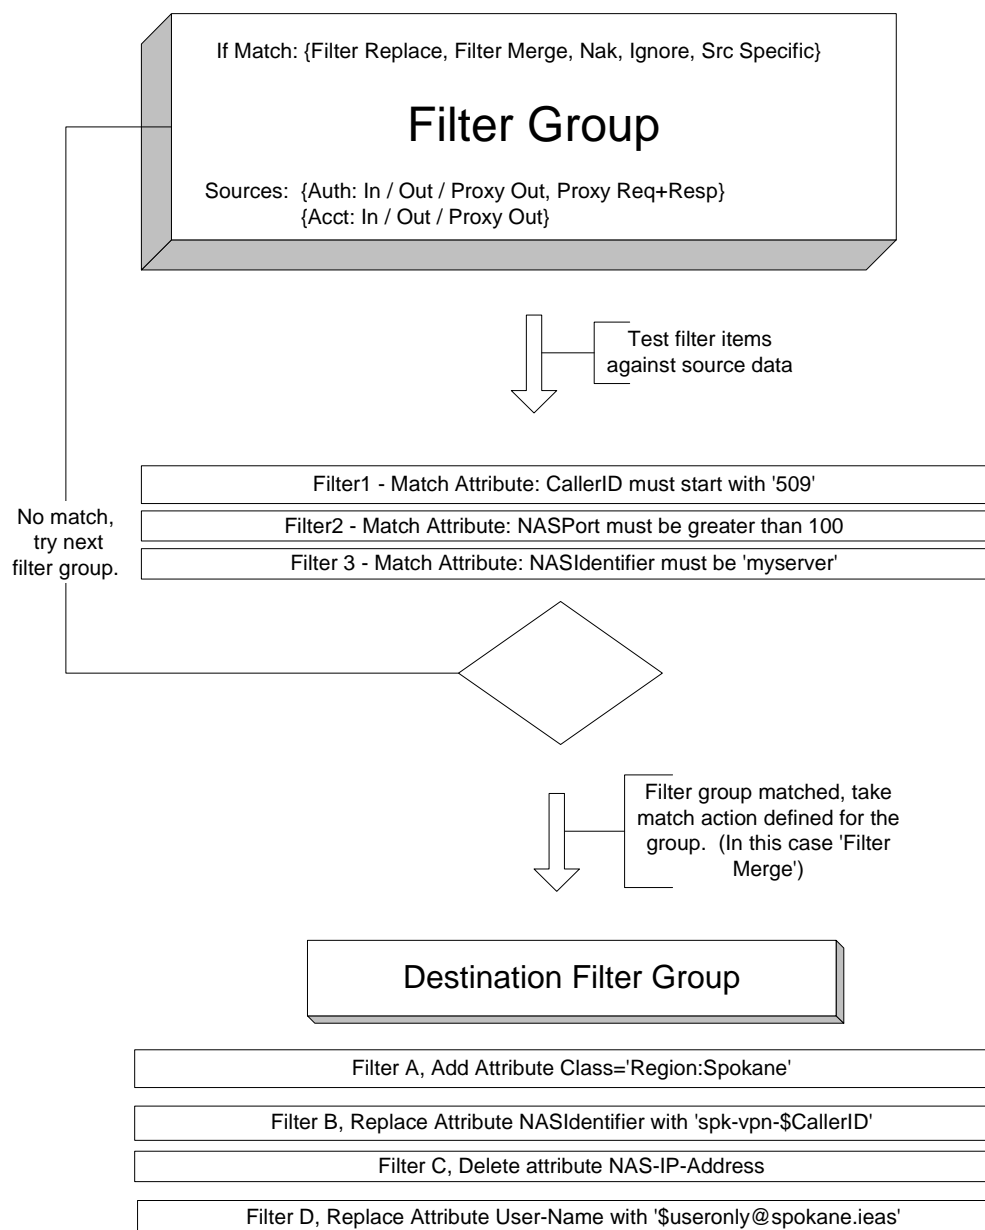 If Match: {Filter Replace, Filter Merge, Nak, Ignore, Src Specific}
Filter Group
Sources: {Auth: In / Out / Proxy Out, Proxy Req+Resp}
{Acct: In / Out / Proxy Out}
Test filter items
against source data
Filter1 - Match Attribute: CallerID must start with '509'
Filter2 - Match Attribute: NASPort must be greater than 100
Filter 3 - Match Attribute: NASIdentifier must be 'myserver'
No match,
try next
filter group.
Filter group matched, take
match action defined for the
group. (In this case 'Filter
Merge')
Destination Filter Group
Filter A, Add Attribute Class='Region:Spokane'
Filter B, Replace Attribute NASIdentifier with 'spk-vpn-$CallerID'
Filter C, Delete attribute NAS-IP-Address
Filter D, Replace Attribute User-Name with '$useronly@spokane.ieas'